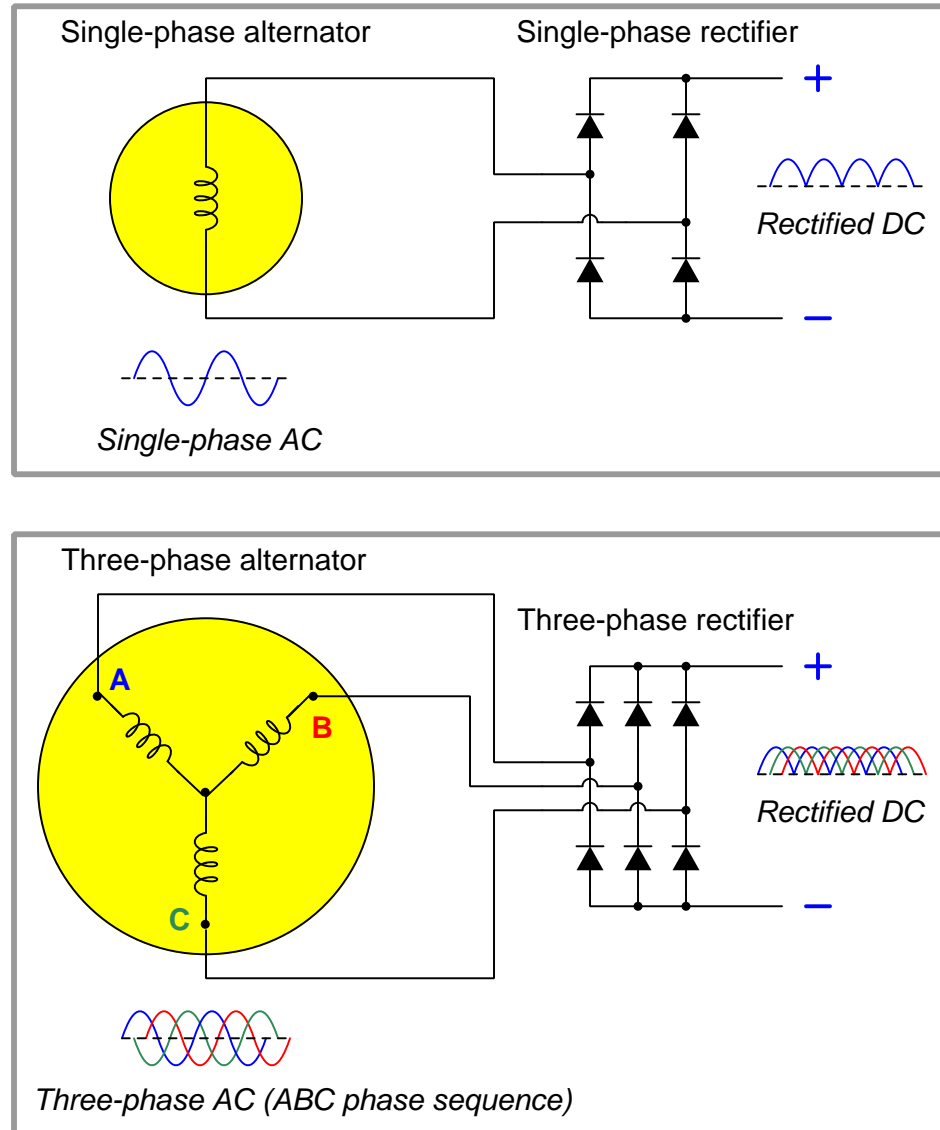 Single-phase alternator
Single-phase rectifier
+
Rectified DC
−
Single-phase AC
Three-phase alternator
Three-phase rectifier
A
B
+
Rectified DC
−
C
Three-phase AC (ABC phase sequence)